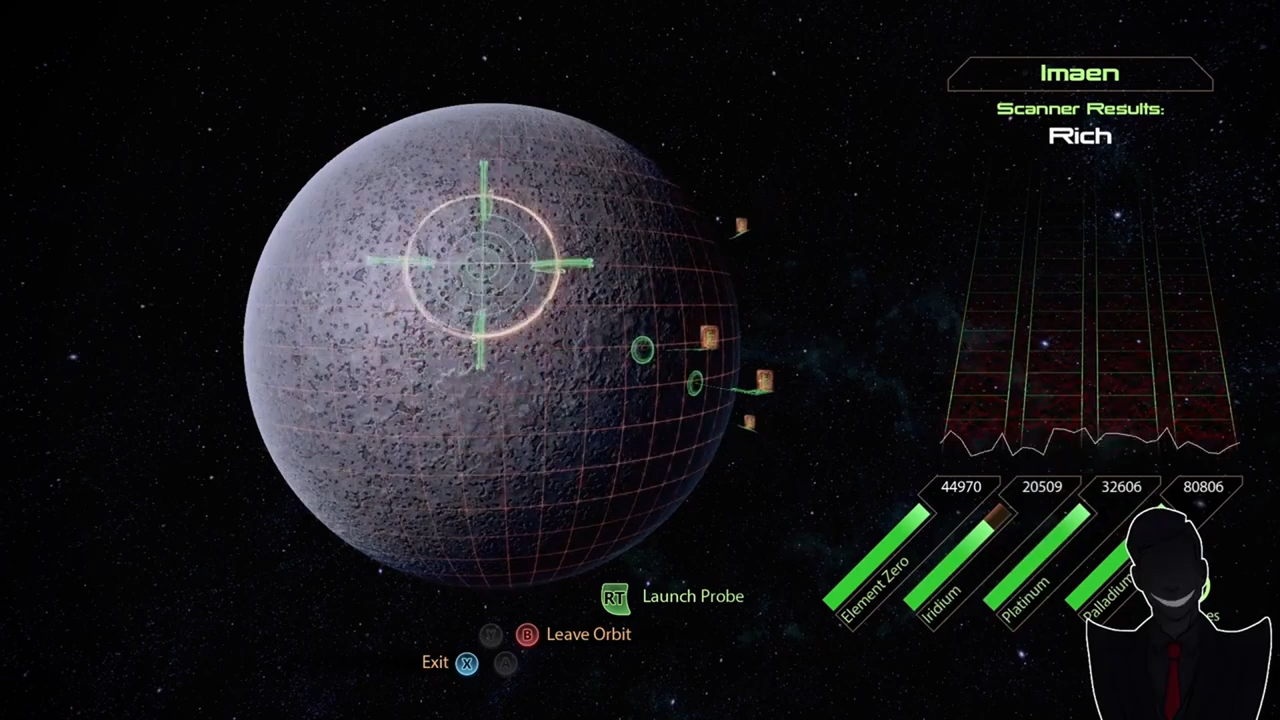 Imaen
Scanner Results:
Rich
44970
20509
32606
80806
Element Zero
Iridium
Platinum
Palladium
RT Launch Probe
Y B Leave Orbit
Exit X A